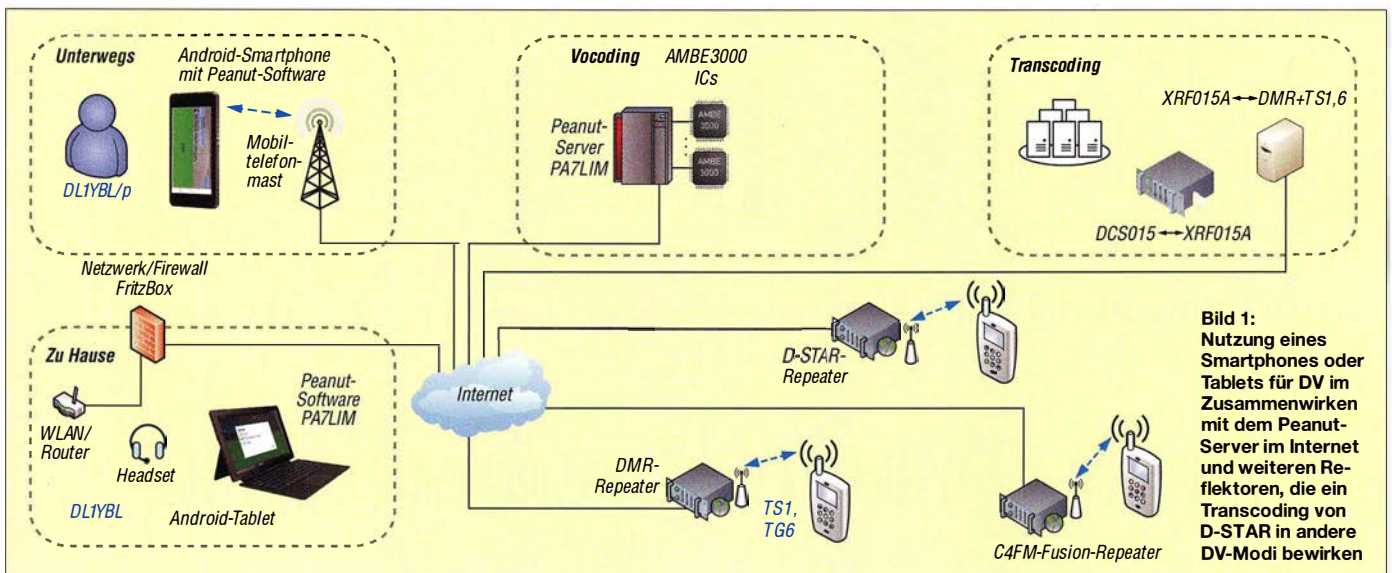 Unterwegs
Android-Smartphone
mit Peanut-Software
DL1YBL/p
Mobil-
telefon-
mast
Vocoding
AMBE3000
ICs
Peanut-
Server
PA7LIM
AMBE
3000
AMBE
3000
Transcoding
XRF015A↔DMR+TS1,6
DCS015↔XRF015A
Netzwerk/Firewall
FritzBox
Zu Hause
WLAN/
Router
Headset
Peanut-
Software
PA7LIM
DL1YBL
Android-Tablet
Internet
D-STAR-
Repeater
DMR-
Repeater
TS1,
TG6
C4FM-Fusion-Repeater
Bild 1:
Nutzung eines
Smartphones oder
Tablets für DV im
Zusammenwirken
mit dem Peanut-
Server im Internet
und weiteren Re-
flektoren, die ein
Transcoding von
D-STAR in andere
DV-Modi bewirken